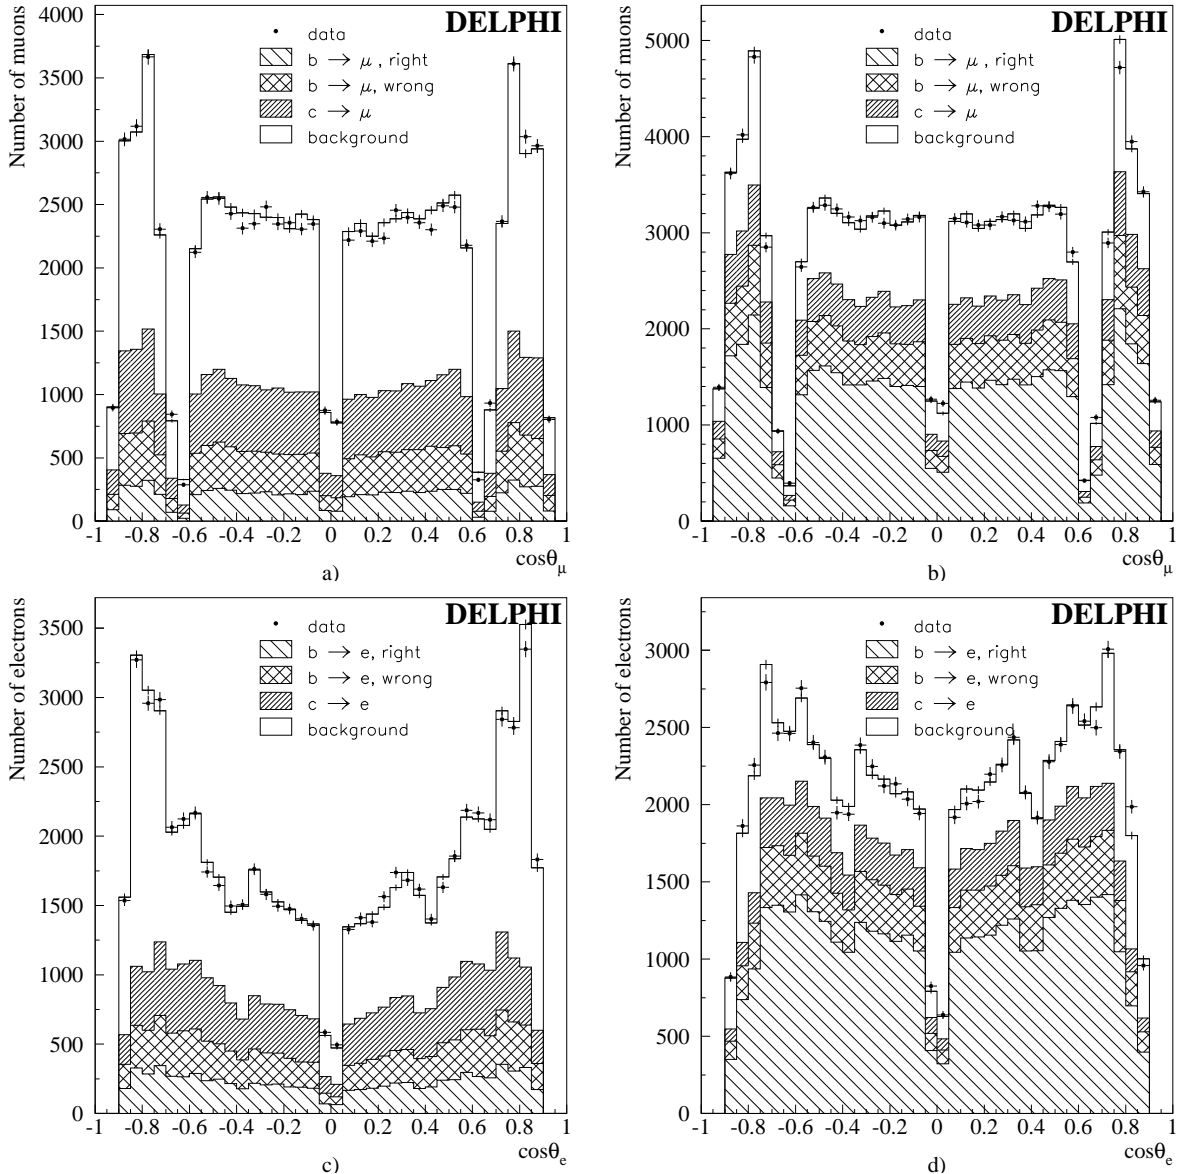 DELPHI
Number of muons
4000
3500
3000
2500
2000
1500
1000
500
0
data
b → μ , right
b → μ, wrong
c → μ
background
-1 -0.8 -0.6 -0.4 -0.2 0 0.2 0.4 0.6 0.8 1
cosθμ
a)
DELPHI
Number of muons
5000
4000
3000
2000
1000
0
data
b → μ , right
b → μ, wrong
c → μ
background
-1 -0.8 -0.6 -0.4 -0.2 0 0.2 0.4 0.6 0.8 1
cosθμ
b)
DELPHI
Number of electrons
3500
3000
2500
2000
1500
1000
500
0
data
b → e, right
b → e, wrong
c → e
background
-1 -0.8 -0.6 -0.4 -0.2 0 0.2 0.4 0.6 0.8 1
cosθe
c)
DELPHI
Number of electrons
3000
2500
2000
1500
1000
500
0
data
b → e, right
b → e, wrong
c → e
background
-1 -0.8 -0.6 -0.4 -0.2 0 0.2 0.4 0.6 0.8 1
cosθe
d)